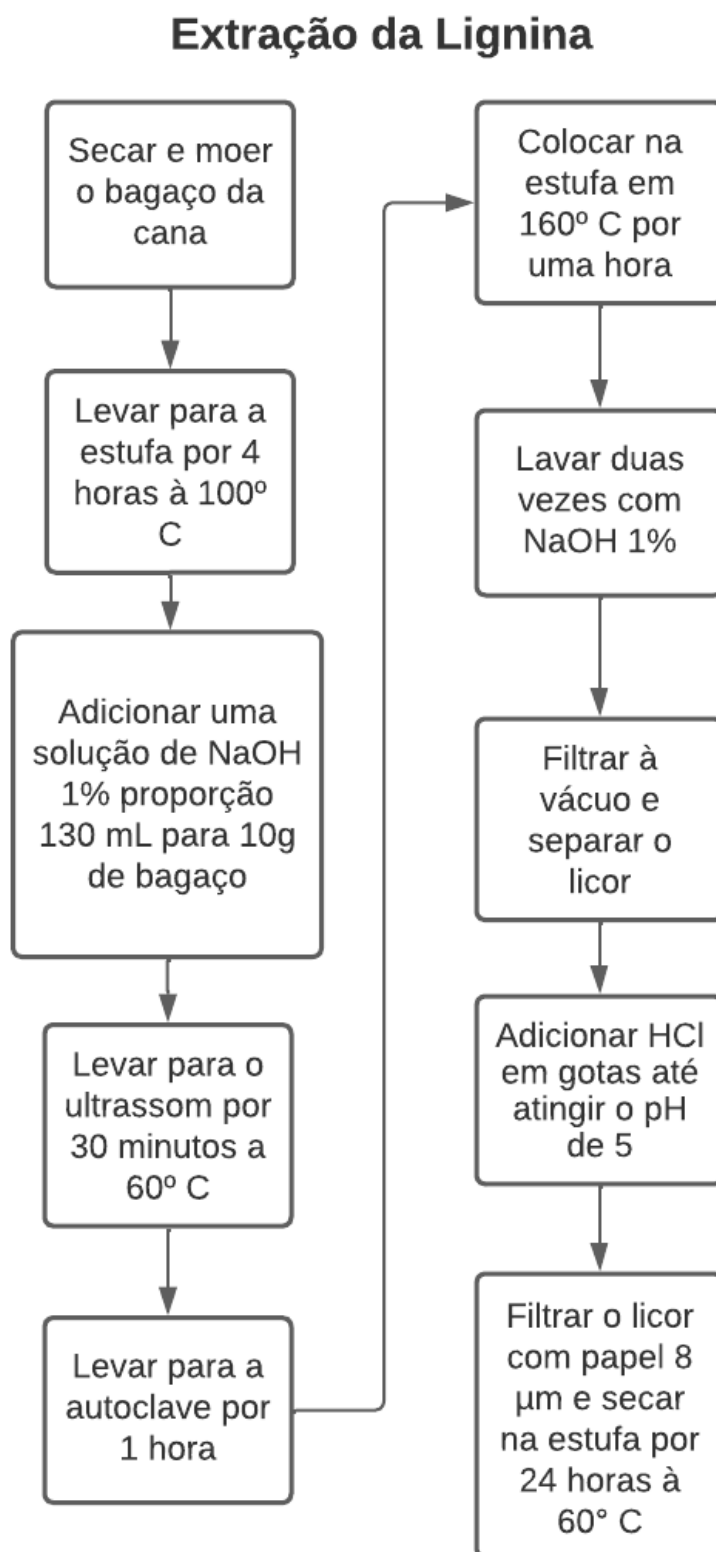 Extração da Lignina
Secar e moer
o bagaço da
cana
Levar para a
estufa por 4
horas à 100º
C
Adicionar uma
solução de NaOH
1% proporção
130 mL para 10g
de bagaço
Levar para o
ultrassom por
30 minutos a
60º C
Levar para a
autoclave por
1 hora
Colocar na
estufa em
160º C por
uma hora
Lavar duas
vezes com
NaOH 1%
Filtrar à
vácuo e
separar o
licor
Adicionar HCl
em gotas até
atingir o pH
de 5
Filtrar o licor
com papel 8
µm e secar
na estufa por
24 horas à
60° C